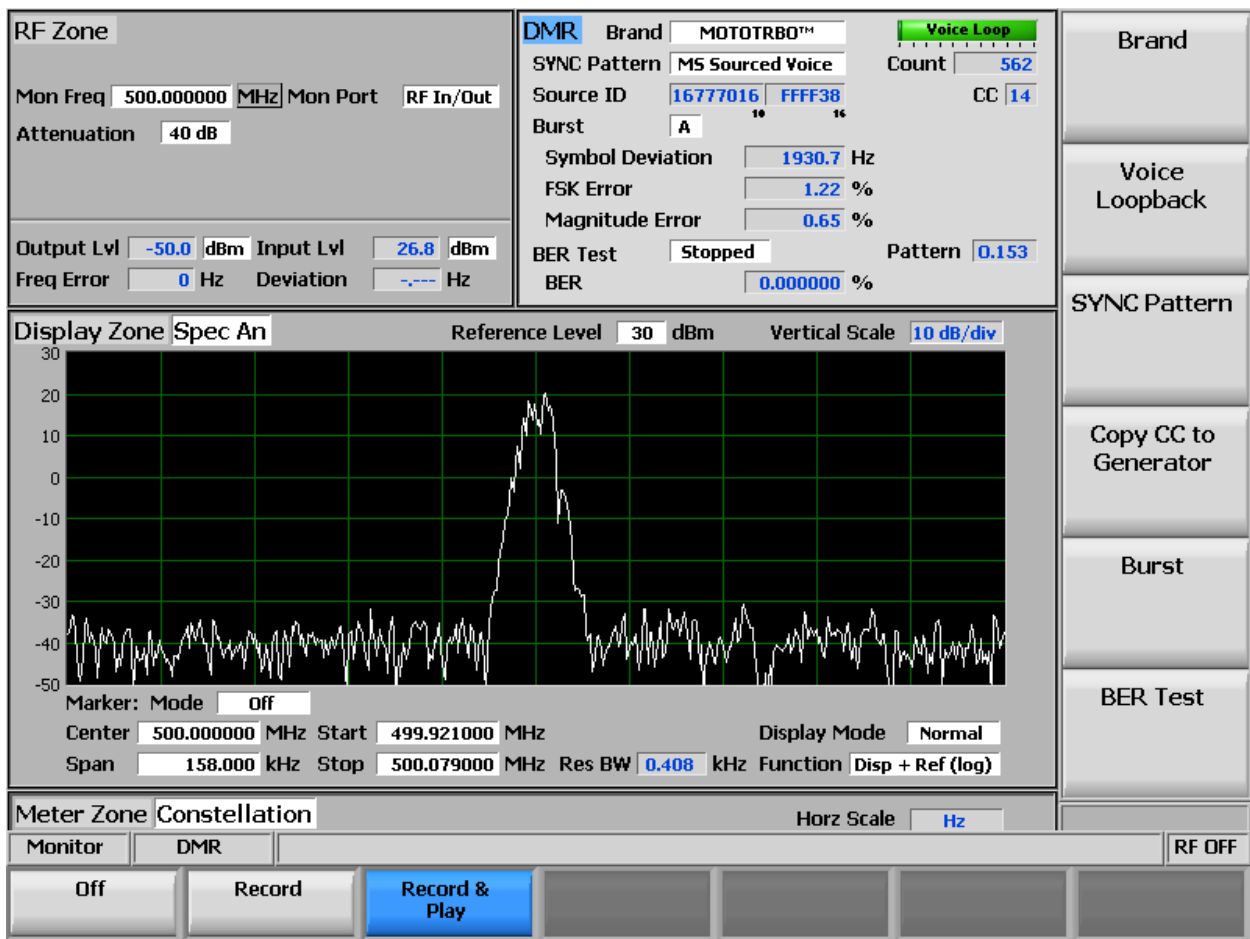 RF Zone
Mon Freq 500.000000 MHz Mon Port RF In/Out
Attenuation 40 dB
Output Lvl -50.0 dBm Input Lvl 26.8 dBm
Freq Error 0 Hz Deviation -.--- Hz
DMR Brand MOTOTRBO™ Voice Loop
SYNC Pattern MS Sourced Voice Count 562
Source ID 16777016 FFFF38 CC 14
10 16
Burst A
Symbol Deviation 1930.7 Hz
FSK Error 1.22 %
Magnitude Error 0.65 %
BER Test Stopped Pattern 0.153
BER 0.000000 %
Display Zone Spec An Reference Level 30 dBm Vertical Scale 10 dB/div
30
20
10
0
-10
-20
-30
-40
-50
Marker: Mode Off
Center 500.000000 MHz Start 499.921000 MHz Display Mode Normal
Span 158.000 kHz Stop 500.079000 MHz Res BW 0.408 kHz Function Disp + Ref (log)
Meter Zone Constellation Horz Scale Hz
Brand
Voice
Loopback
SYNC Pattern
Copy CC to
Generator
Burst
BER Test
Monitor DMR RF OFF
Off
Record
Record &
Play